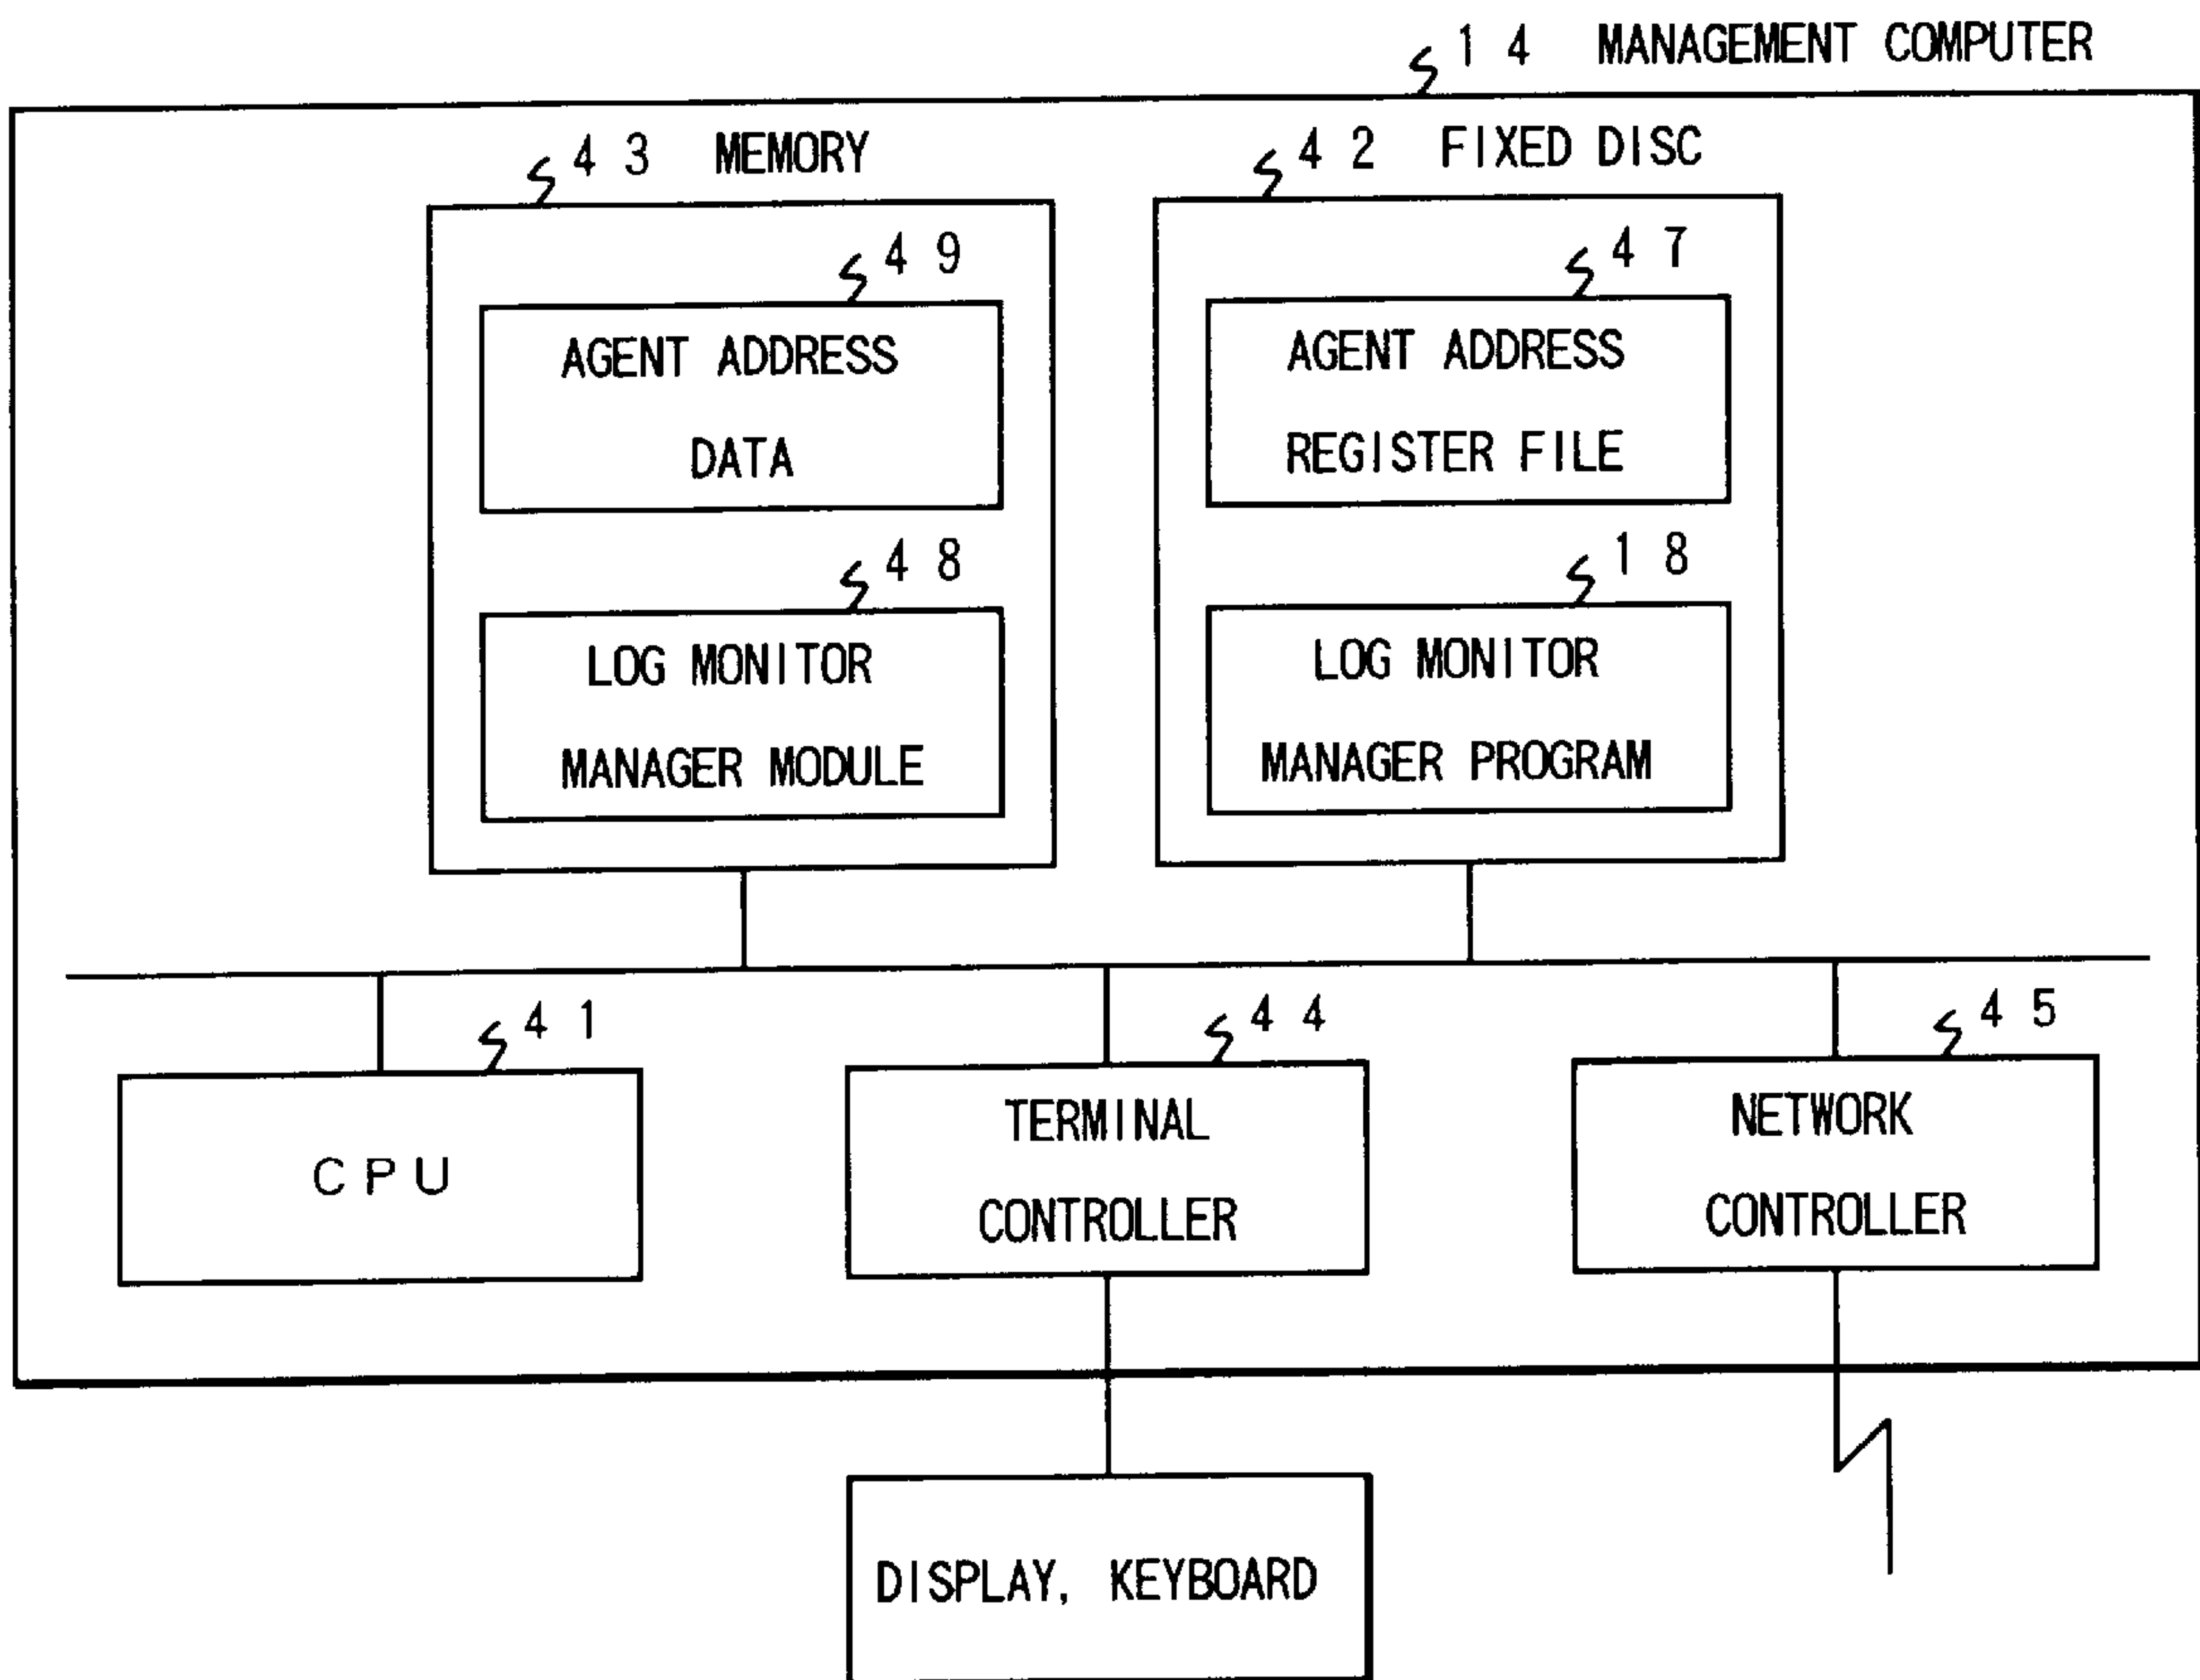 14 MANAGEMENT COMPUTER
43 MEMORY
42 FIXED DISC
49
AGENT ADDRESS
DATA
47
AGENT ADDRESS
REGISTER FILE
48
LOG MONITOR
MANAGER MODULE
18
LOG MONITOR
MANAGER PROGRAM
41
CPU
44
TERMINAL
CONTROLLER
45
NETWORK
CONTROLLER
DISPLAY, KEYBOARD